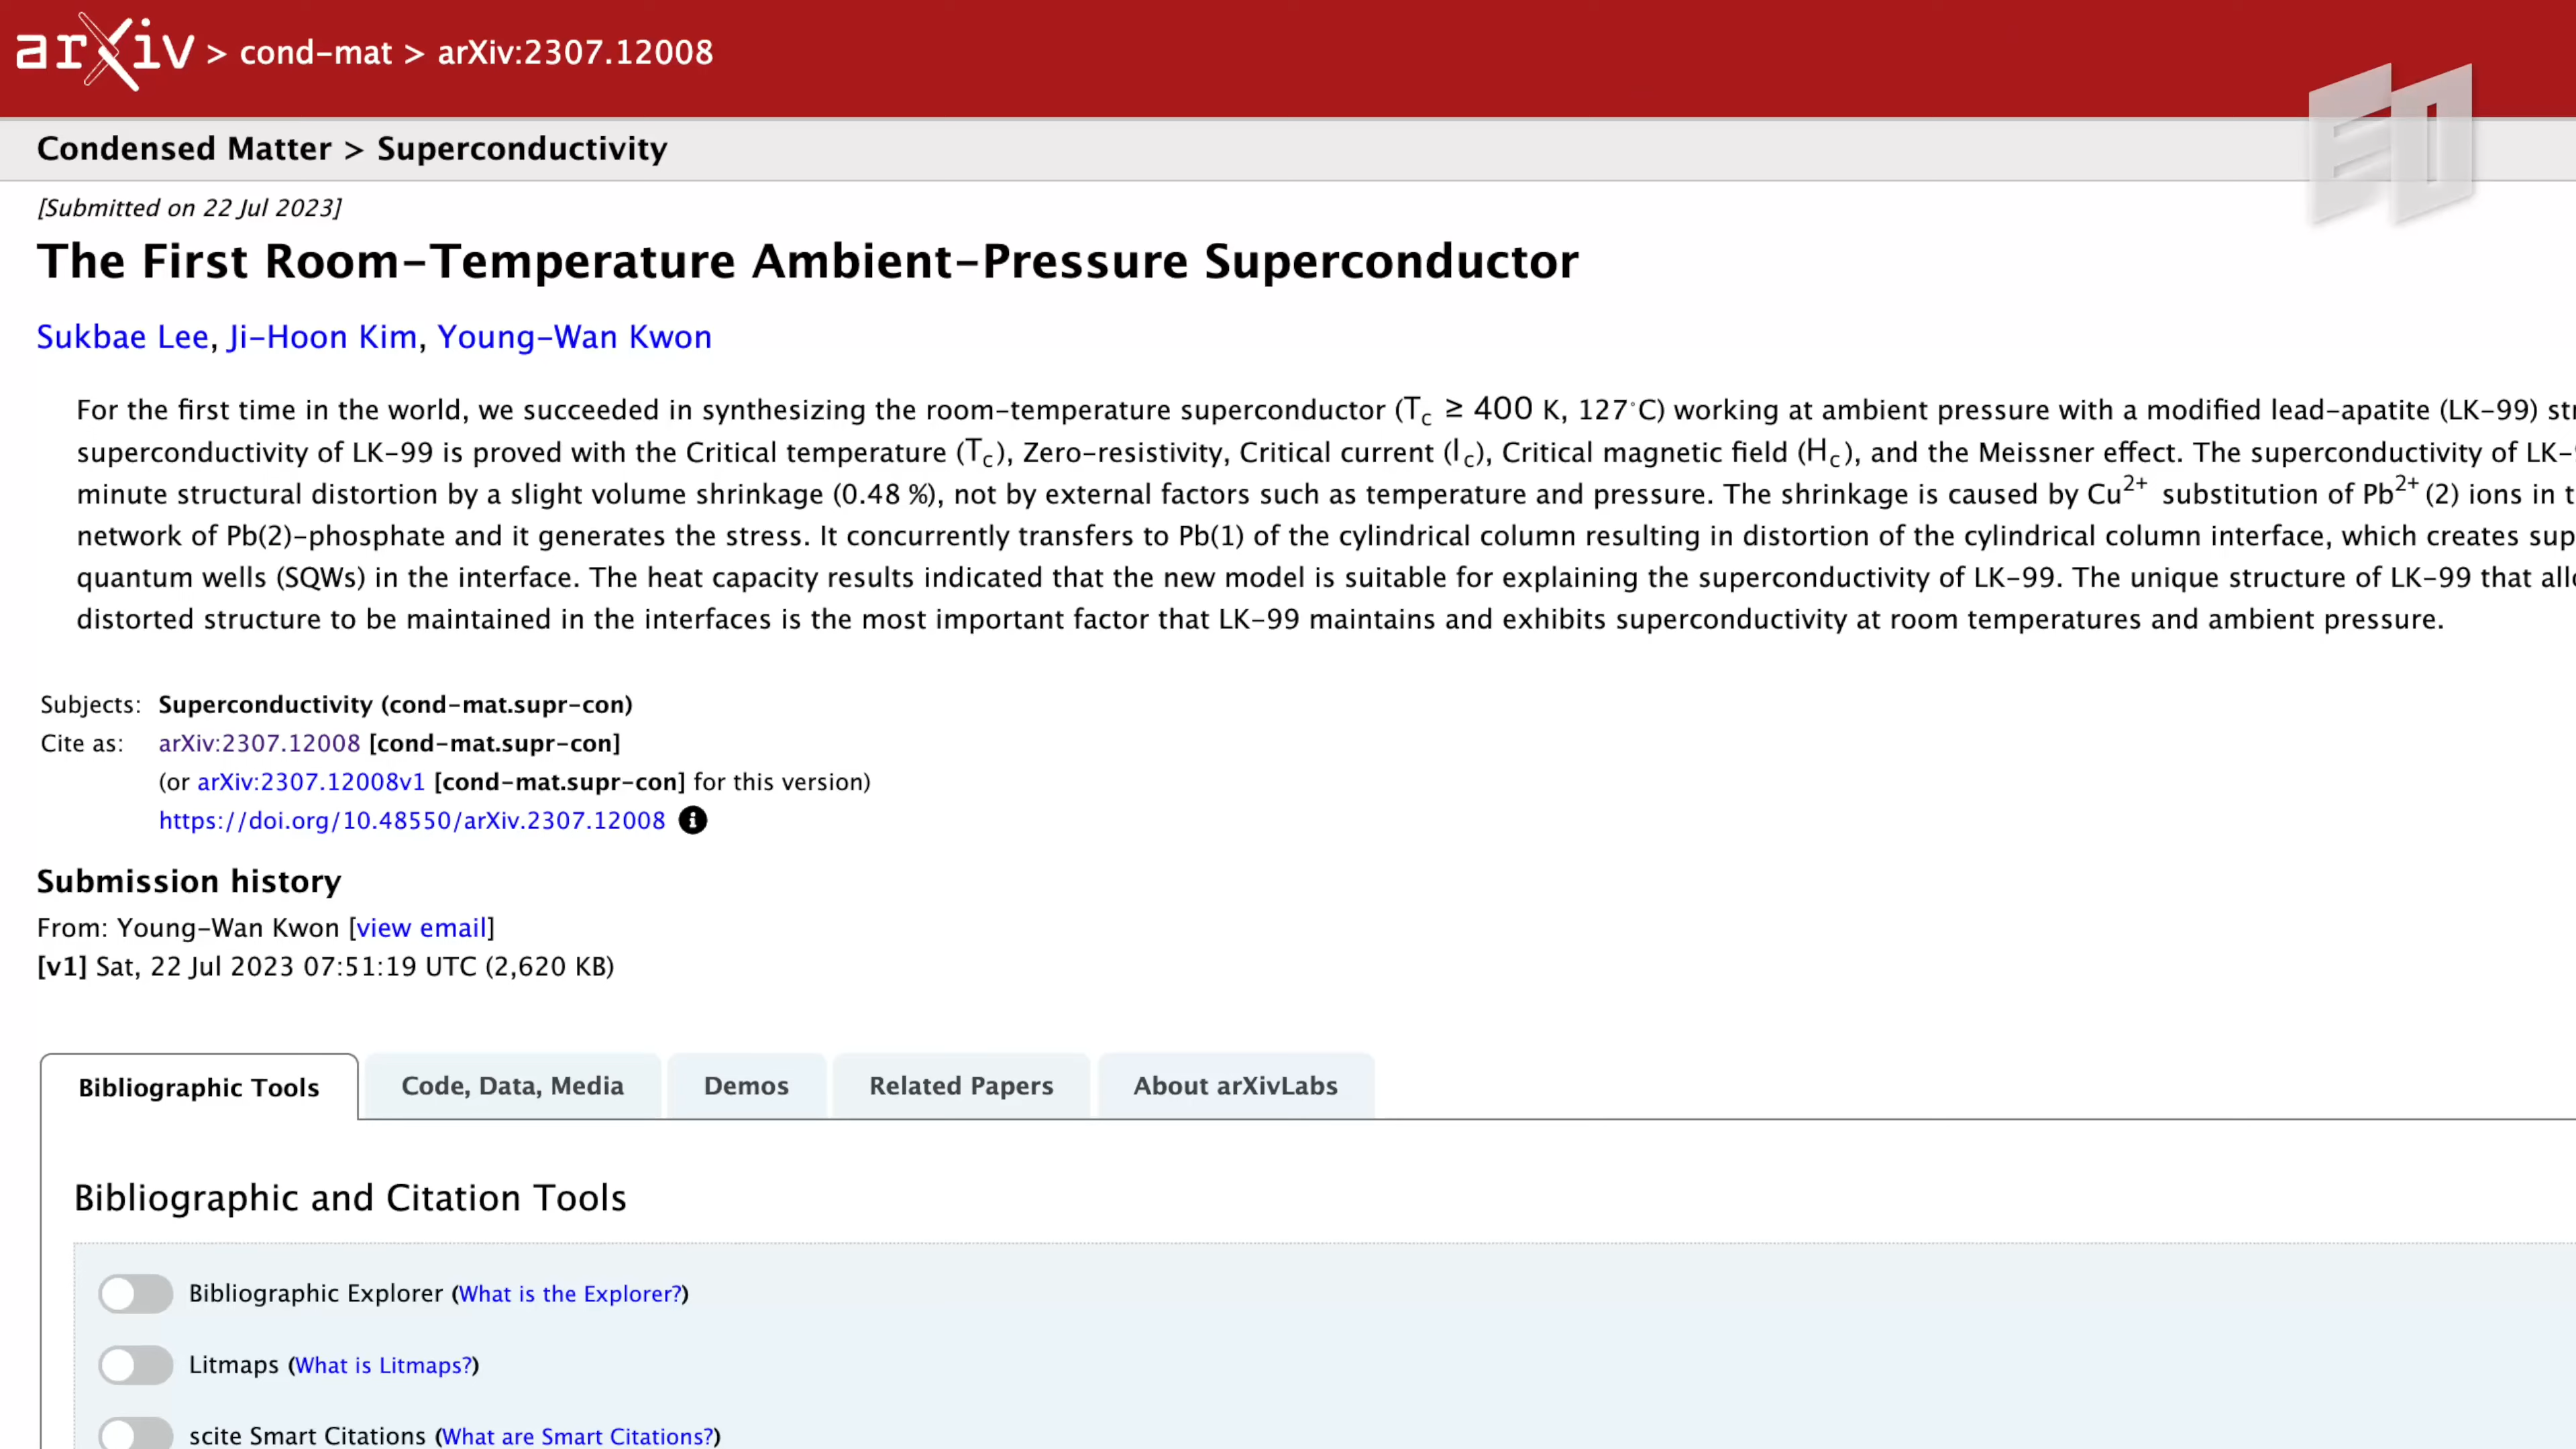 arXiv > cond-mat > arXiv:2307.12008
EO
Condensed Matter > Superconductivity
[Submitted on 22 Jul 2023]
The First Room-Temperature Ambient-Pressure Superconductor
Sukbae Lee, Ji-Hoon Kim, Young-Wan Kwon
For the first time in the world, we succeeded in synthesizing the room-temperature superconductor (Tc ≥ 400 K, 127∘C) working at ambient pressure with a modified lead-apatite (LK-99)
superconductivity of LK-99 is proved with the Critical temperature (Tc), Zero-resistivity, Critical current (Ic), Critical magnetic field (Hc), and the Meissner effect. The superconductivity of
minute structural distortion by a slight volume shrinkage (0.48 %), not by external factors such as temperature and pressure. The shrinkage is caused by Cu2+ substitution of Pb2+(2) ions in
network of Pb(2)-phosphate and it generates the stress. It concurrently transfers to Pb(1) of the cylindrical column resulting in distortion of the cylindrical column interface, which creates
quantum wells (SQWs) in the interface. The heat capacity results indicated that the new model is suitable for explaining the superconductivity of LK-99. The unique structure of LK-99 that
distorted structure to be maintained in the interfaces is the most important factor that LK-99 maintains and exhibits superconductivity at room temperatures and ambient pressure.
Subjects: Superconductivity (cond-mat.supr-con)
Cite as: arXiv:2307.12008 [cond-mat.supr-con]
(or arXiv:2307.12008v1 [cond-mat.supr-con] for this version)
https://doi.org/10.48550/arXiv.2307.12008
Submission history
From: Young-Wan Kwon [view email]
[v1] Sat, 22 Jul 2023 07:51:19 UTC (2,620 KB)
Bibliographic Tools Code, Data, Media Demos Related Papers About arXivLabs
Bibliographic and Citation Tools
Bibliographic Explorer (What is the Explorer?)
Litmaps (What is Litmaps?)
scite Smart Citations (What are Smart Citations?)